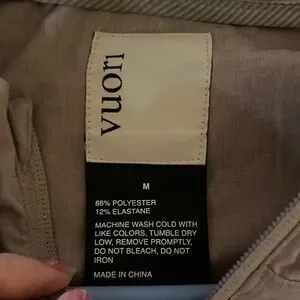 vuori
M
88% POLYESTER
12% ELASTANE
MACHINE WASH COLD WITH
LIKE COLORS, TUMBLE DRY
LOW, REMOVE PROMPTLY,
DO NOT BLEACH, DO NOT
IRON
MADE IN CHINA